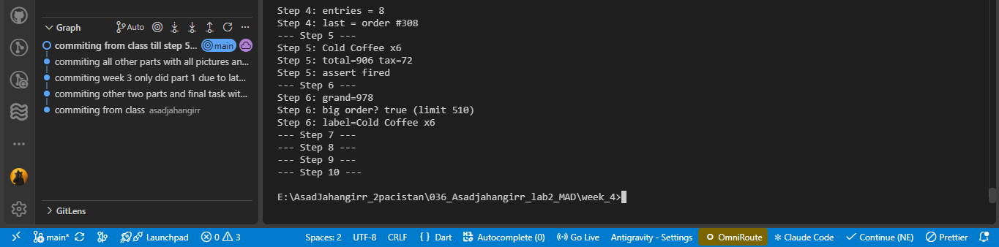 Graph
Auto
commiting from class till step 5...
main
commiting all other parts with all pictures an...
commiting week 3 only did part 1 due to lat...
commiting other two parts and final task wit...
commiting from class asadjahangirr
GitLens
Step 4: entries = 8
Step 4: last = order #308
--- Step 5 ---
Step 5: Cold Coffee x6
Step 5: total=906 tax=72
Step 5: assert fired
--- Step 6 ---
Step 6: grand=978
Step 6: big order? true (limit 510)
Step 6: label=Cold Coffee x6
--- Step 7 ---
--- Step 8 ---
--- Step 9 ---
--- Step 10 ---
E:\AsadJahangirr_2pacistan\036_Asadjahangirr_lab2_MAD\week_4>
main* Launchpad 0 3 Spaces: 2 UTF-8 CRLF { } Dart Autocomplete (0) Go Live Antigravity - Settings OmniRoute Claude Code Continue (NE) Prettier